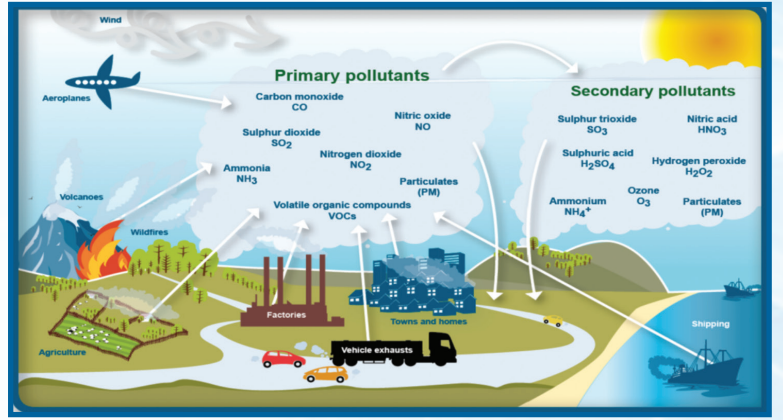 Wind
Primary pollutants
Secondary pollutants
Aeroplanes
Carbon monoxide
CO
Nitric oxide
NO
Sulphur dioxide
SO2
Nitrogen dioxide
NO2
Ammonia
NH3
Particulates
(PM)
Volatile organic compounds
VOCs
Sulphur trioxide
SO3
Nitric acid
HNO3
Sulphuric acid
H2SO4
Hydrogen peroxide
H2O2
Ozone
O3
Ammonium
NH4+
Particulates
(PM)
Volcanoes
Wildfires
Factories
Towns and homes
Shipping
Agriculture
Vehicle exhausts